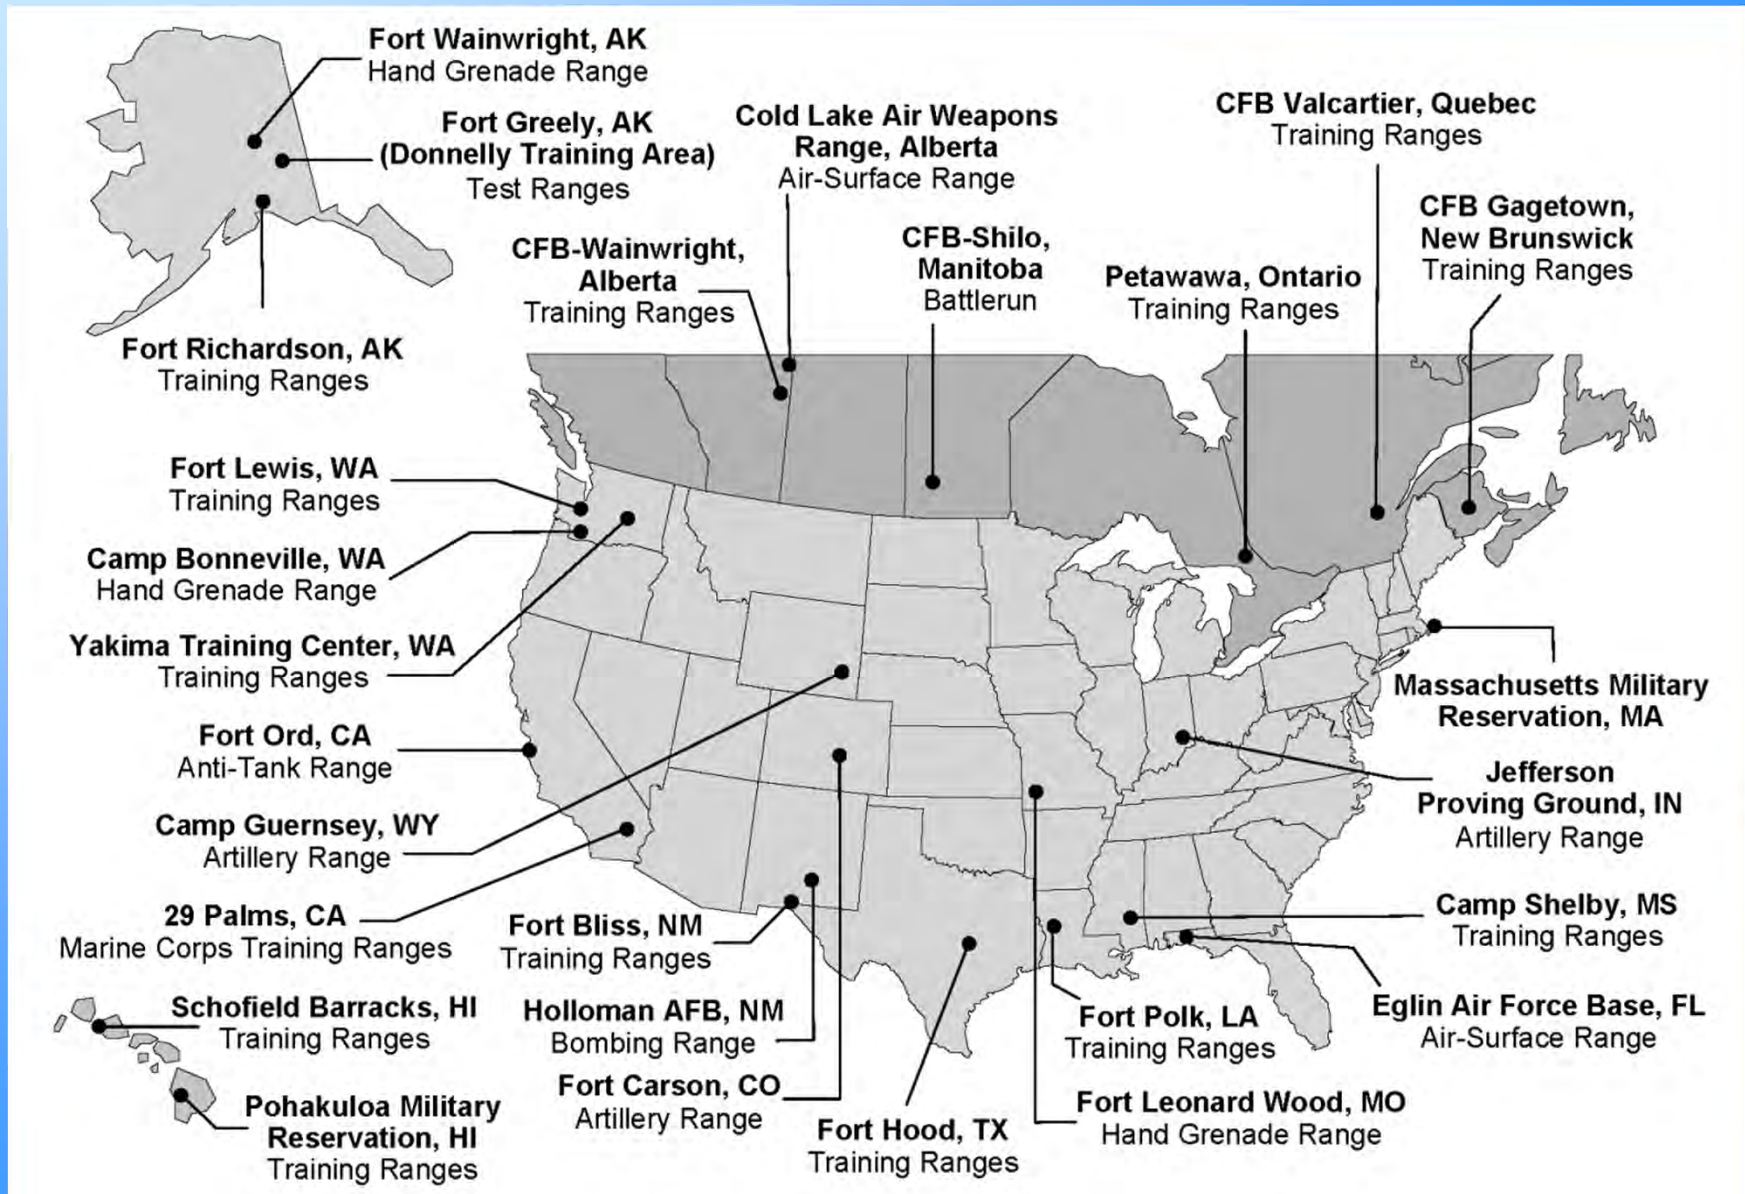 Fort Wainwright, AK
Hand Grenade Range
Fort Greely, AK
(Donnelly Training Area)
Test Ranges
Fort Richardson, AK
Training Ranges
Cold Lake Air Weapons
Range, Alberta
Air-Surface Range
CFB-Wainwright,
Alberta
Training Ranges
CFB-Shilo,
Manitoba
Battlerun
Petawawa, Ontario
Training Ranges
CFB Valcartier, Quebec
Training Ranges
CFB Gagetown,
New Brunswick
Training Ranges
Fort Lewis, WA
Training Ranges
Camp Bonneville, WA
Hand Grenade Range
Yakima Training Center, WA
Training Ranges
Fort Ord, CA
Anti-Tank Range
Camp Guernsey, WY
Artillery Range
29 Palms, CA
Marine Corps Training Ranges
Schofield Barracks, HI
Training Ranges
Pohakuloa Military
Reservation, HI
Training Ranges
Fort Bliss, NM
Training Ranges
Holloman AFB, NM
Bombing Range
Fort Carson, CO
Artillery Range
Fort Hood, TX
Training Ranges
Massachusetts Military
Reservation, MA
Jefferson
Proving Ground, IN
Artillery Range
Camp Shelby, MS
Training Ranges
Eglin Air Force Base, FL
Air-Surface Range
Fort Polk, LA
Training Ranges
Fort Leonard Wood, MO
Hand Grenade Range